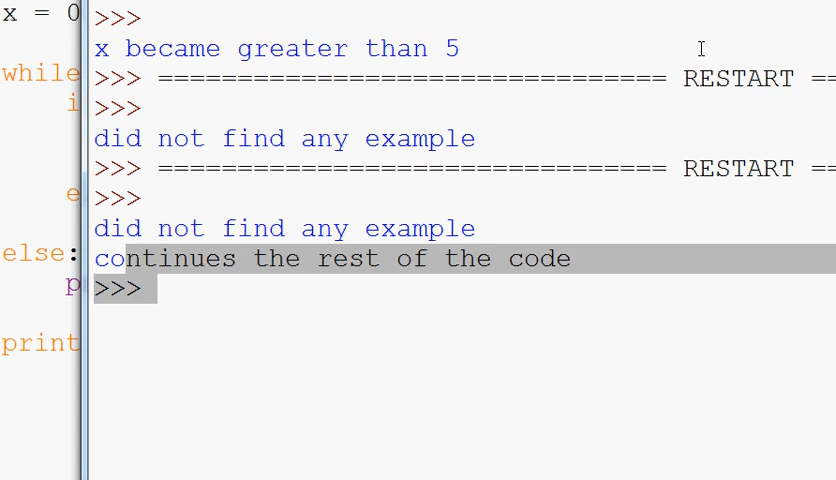 x = 0
while
i
e
else:
p
print
>>>
x became greater than 5
>>> ================================ RESTART ==
>>>
did not find any example
>>> ================================ RESTART ==
>>>
did not find any example
continues the rest of the code
>>>